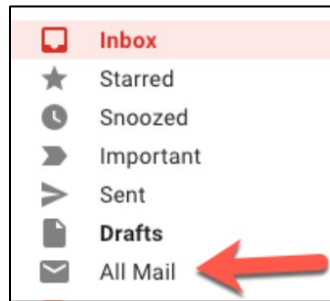 Inbox
Starred
Snoozed
Important
Sent
Drafts
All Mail